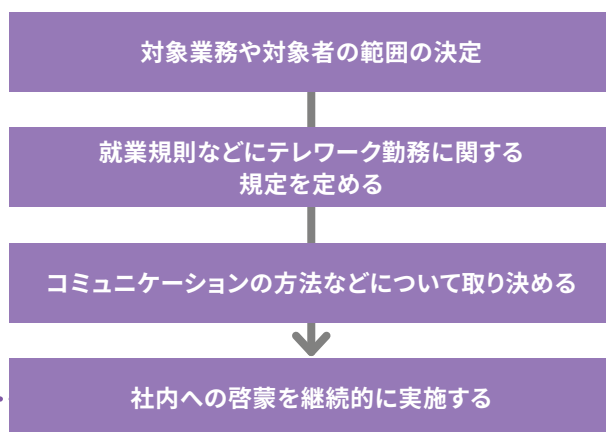 対象業務や対象者の範囲の決定
就業規則などにテレワーク勤務に関する
規定を定める
コミュニケーションの方法などについて取り決める
社内への啓蒙を継続的に実施する